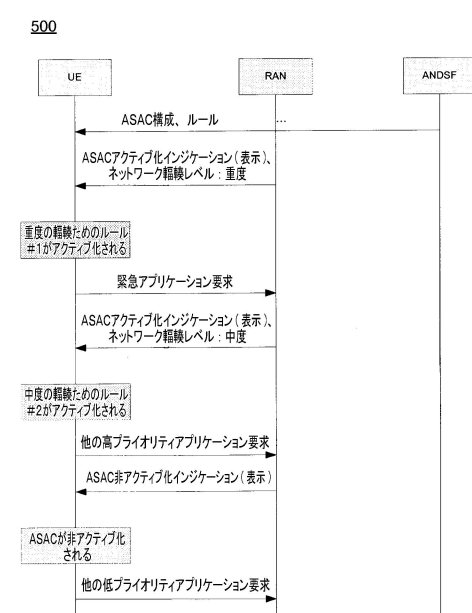 500
UE
RAN
ANDSF
ASAC構成、ルール
...
ASACアクティブ化インジケーション(表示)、
ネットワーク輻輳レベル:重度
重度の輻輳ためのルール
#1がアクティブ化される
緊急アプリケーション要求
ASACアクティブ化インジケーション(表示)、
ネットワーク輻輳レベル:中度
中度の輻輳ためのルール
#2がアクティブ化される
他の高プライオリティアプリケーション要求
ASAC非アクティブ化インジケーション(表示)
ASACが非アクティブ化
される
他の低プライオリティアプリケーション要求